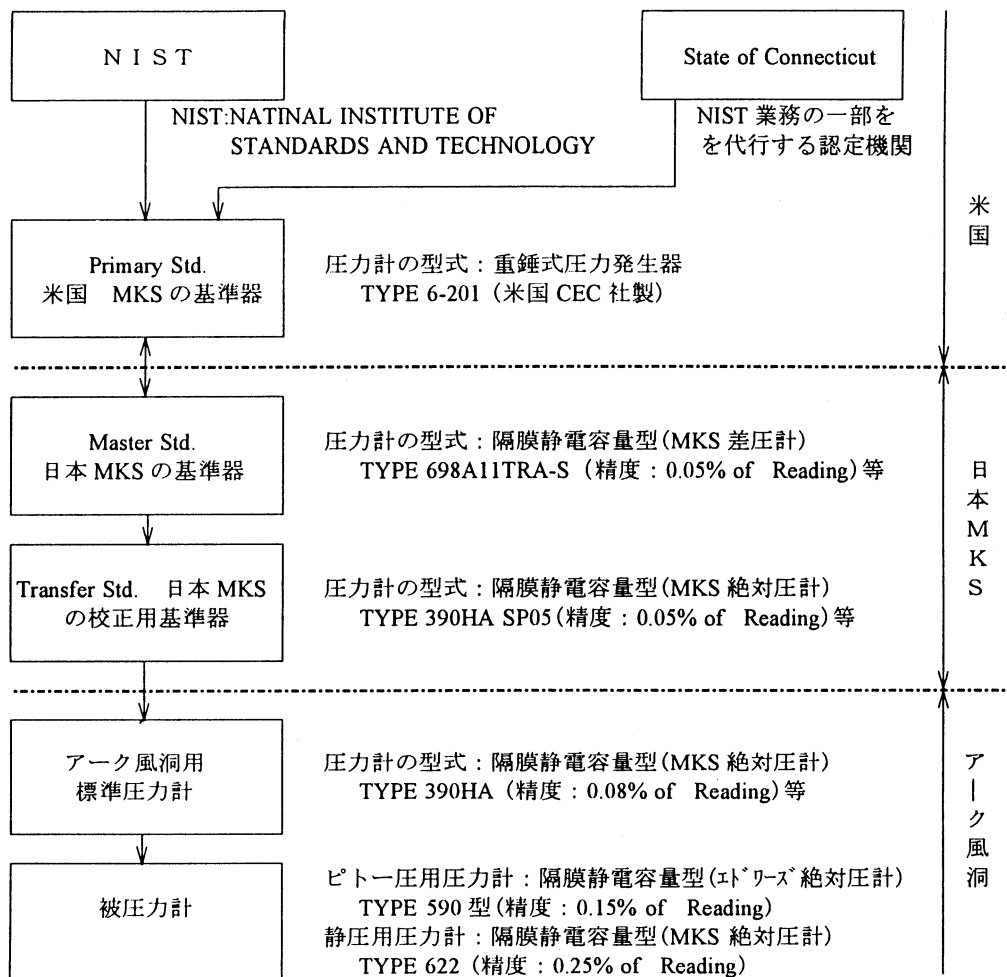 NIST
State of Connecticut
NIST:NATINAL INSTITUTE OF
STANDARDS AND TECHNOLOGY
NIST 業務の一部を
を代行する認定機関
米国
Primary Std.
米国 MKS の基準器
圧力計の型式：重錘式圧力発生器
TYPE 6-201 (米国 CEC 社製)
Master Std.
日本 MKS の基準器
圧力計の型式：隔膜静電容量型(MKS 差圧計)
TYPE 698A11TRA-S (精度：0.05% of Reading)等
日本MKS
Transfer Std. 日本 MKS
の校正用基準器
圧力計の型式：隔膜静電容量型(MKS 絶対圧計)
TYPE 390HA SP05(精度：0.05% of Reading)等
アーク風洞用
標準圧力計
圧力計の型式：隔膜静電容量型(MKS 絶対圧計)
TYPE 390HA (精度：0.08% of Reading)等
アーク風洞
被圧力計
ピトー圧用圧力計：隔膜静電容量型(ｴﾄﾞﾜｰｽﾞ絶対圧計)
TYPE 590 型(精度：0.15% of Reading)
静圧用圧力計：隔膜静電容量型(MKS 絶対圧計)
TYPE 622 (精度：0.25% of Reading)